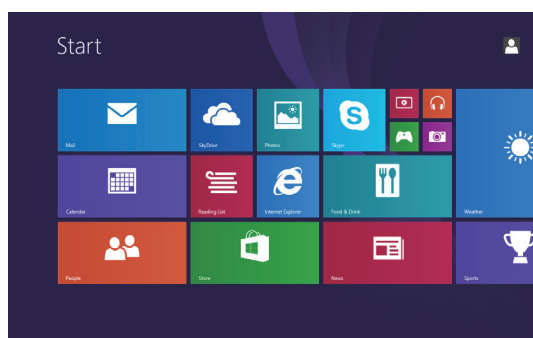 Start
Mail
SkyDrive
Photos
Skype
Calendar
Reading List
Internet Explorer
Food & Drink
Weather
People
Store
News
Sports